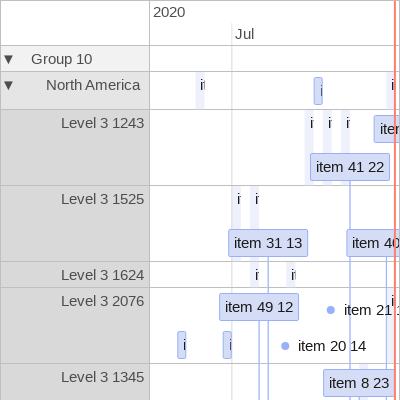 2020
Jul
▼ Group 10
▼ North America
Level 3 1243
item 41 22
Level 3 1525
item 31 13
item 40
Level 3 1624
Level 3 2076
item 49 12
item 21
item 20 14
Level 3 1345
item 8 23